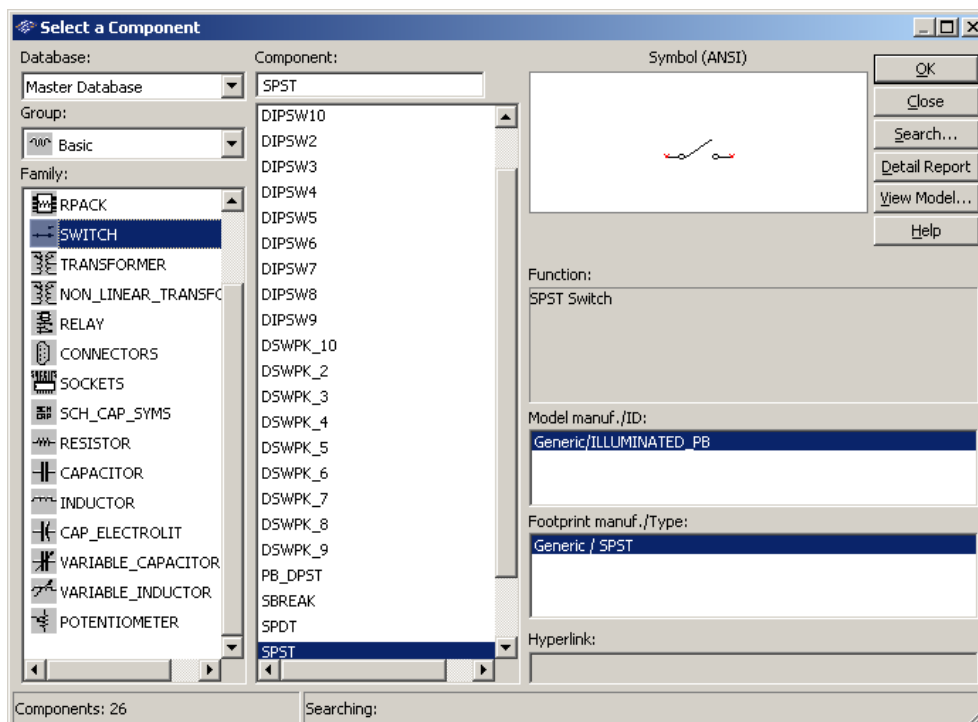 Select a Component
Database:
Master Database
Group:
Basic
Family:
RPACK
SWITCH
TRANSFORMER
NON_LINEAR_TRANSFO
RELAY
CONNECTORS
SOCKETS
SCH_CAP_SYMS
RESISTOR
CAPACITOR
INDUCTOR
CAP_ELECTROLIT
VARIABLE_CAPACITOR
VARIABLE_INDUCTOR
POTENTIOMETER
Component:
SPST
DIPSW10
DIPSW2
DIPSW3
DIPSW4
DIPSW5
DIPSW6
DIPSW7
DIPSW8
DIPSW9
DSWPK_10
DSWPK_2
DSWPK_3
DSWPK_4
DSWPK_5
DSWPK_6
DSWPK_7
DSWPK_8
DSWPK_9
PB_DPST
SBREAK
SPDT
SPST
Symbol (ANSI)
OK
Close
Search...
Detail Report
View Model...
Help
Function:
SPST Switch
Model manuf./ID:
Generic/ILLUMINATED_PB
Footprint manuf./Type:
Generic / SPST
Hyperlink:
Components: 26
Searching: